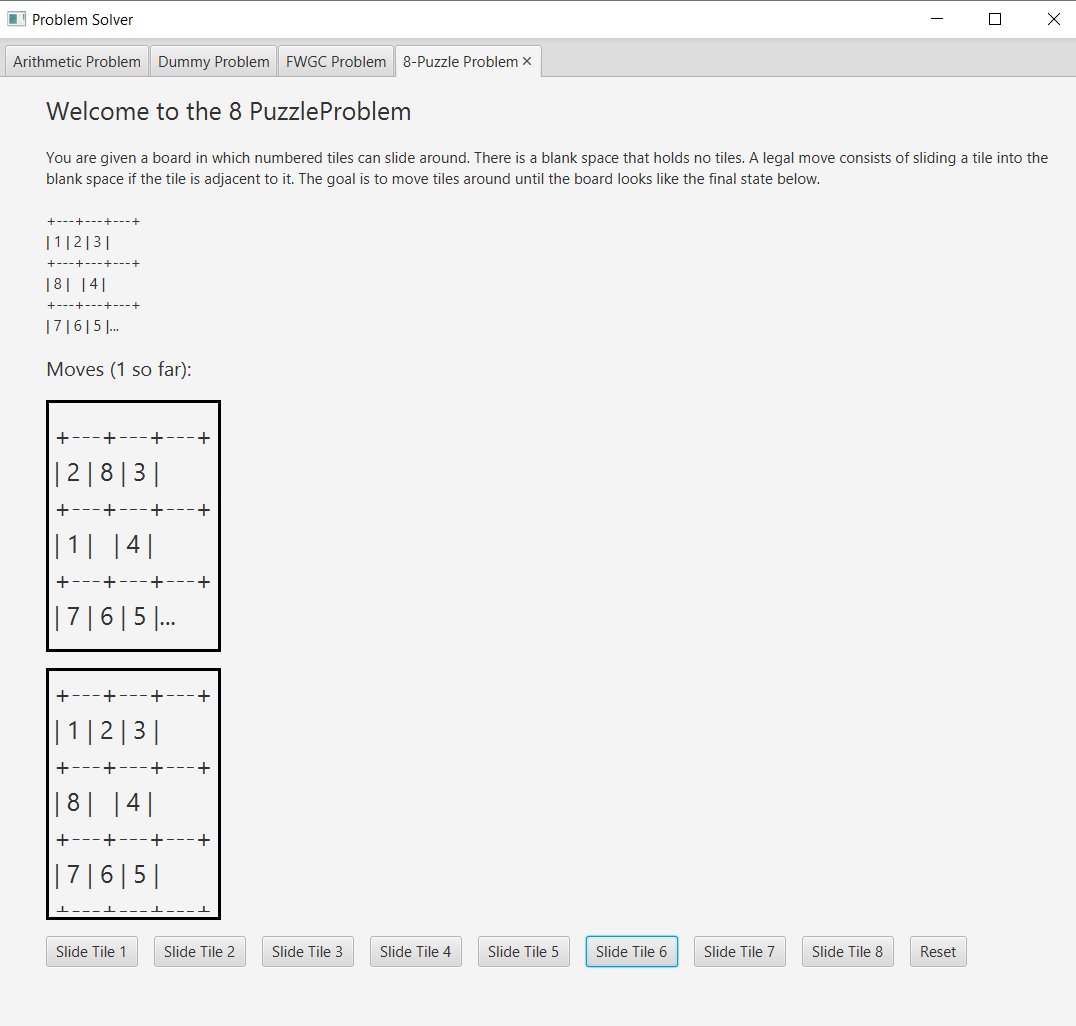 Problem Solver
Arithmetic Problem Dummy Problem FWGC Problem 8-Puzzle Problem ✕
Welcome to the 8 PuzzleProblem
You are given a board in which numbered tiles can slide around. There is a blank space that holds no tiles. A legal move consists of sliding a tile into the
blank space if the tile is adjacent to it. The goal is to move tiles around until the board looks like the final state below.
+---+---+---+
| 1 | 2 | 3 |
+---+---+---+
| 8 |   | 4 |
+---+---+---+
| 7 | 6 | 5 |...
Moves (1 so far):
+---+---+---+
| 2 | 8 | 3 |
+---+---+---+
| 1 |   | 4 |
+---+---+---+
| 7 | 6 | 5 |...
+---+---+---+
| 1 | 2 | 3 |
+---+---+---+
| 8 |   | 4 |
+---+---+---+
| 7 | 6 | 5 |
+---+---+---+
Slide Tile 1 Slide Tile 2 Slide Tile 3 Slide Tile 4 Slide Tile 5 Slide Tile 6 Slide Tile 7 Slide Tile 8 Reset